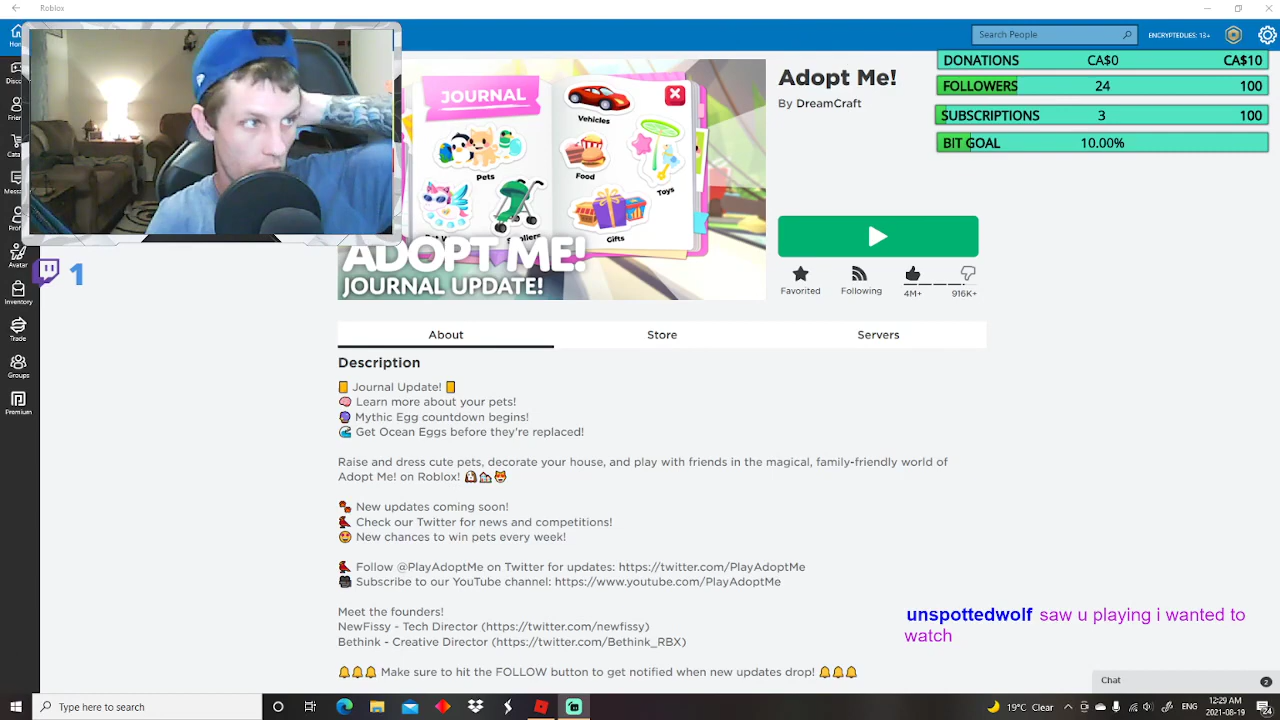 Roblox
Search People
ENCRYPTEDLIES: 13+
DONATIONS CA$0 CA$10
FOLLOWERS 24 100
SUBSCRIPTIONS 3 100
BIT GOAL 10.00%
Adopt Me!
By DreamCraft
JOURNAL
Vehicles
Pets
Food
Toys
Gifts
ADOPT ME!
JOURNAL UPDATE!
Favorited
Following
4M+
916K+
1
Inventory
Trade
Groups
Premium
About
Store
Servers
Description
Journal Update!
Learn more about your pets!
Mythic Egg countdown begins!
Get Ocean Eggs before they're replaced!
Raise and dress cute pets, decorate your house, and play with friends in the magical, family-friendly world of
Adopt Me! on Roblox!
New updates coming soon!
Check our Twitter for news and competitions!
New chances to win pets every week!
Follow @PlayAdoptMe on Twitter for updates: https://twitter.com/PlayAdoptMe
Subscribe to our YouTube channel: https://www.youtube.com/PlayAdoptMe
Meet the founders!
NewFissy - Tech Director (https://twitter.com/newfissy)
Bethink - Creative Director (https://twitter.com/Bethink_RBX)
Make sure to hit the FOLLOW button to get notified when new updates drop!
unspottedwolf saw u playing i wanted to
watch
Chat
2
Type here to search
19°C Clear
ENG
12:29 AM
2021-08-19